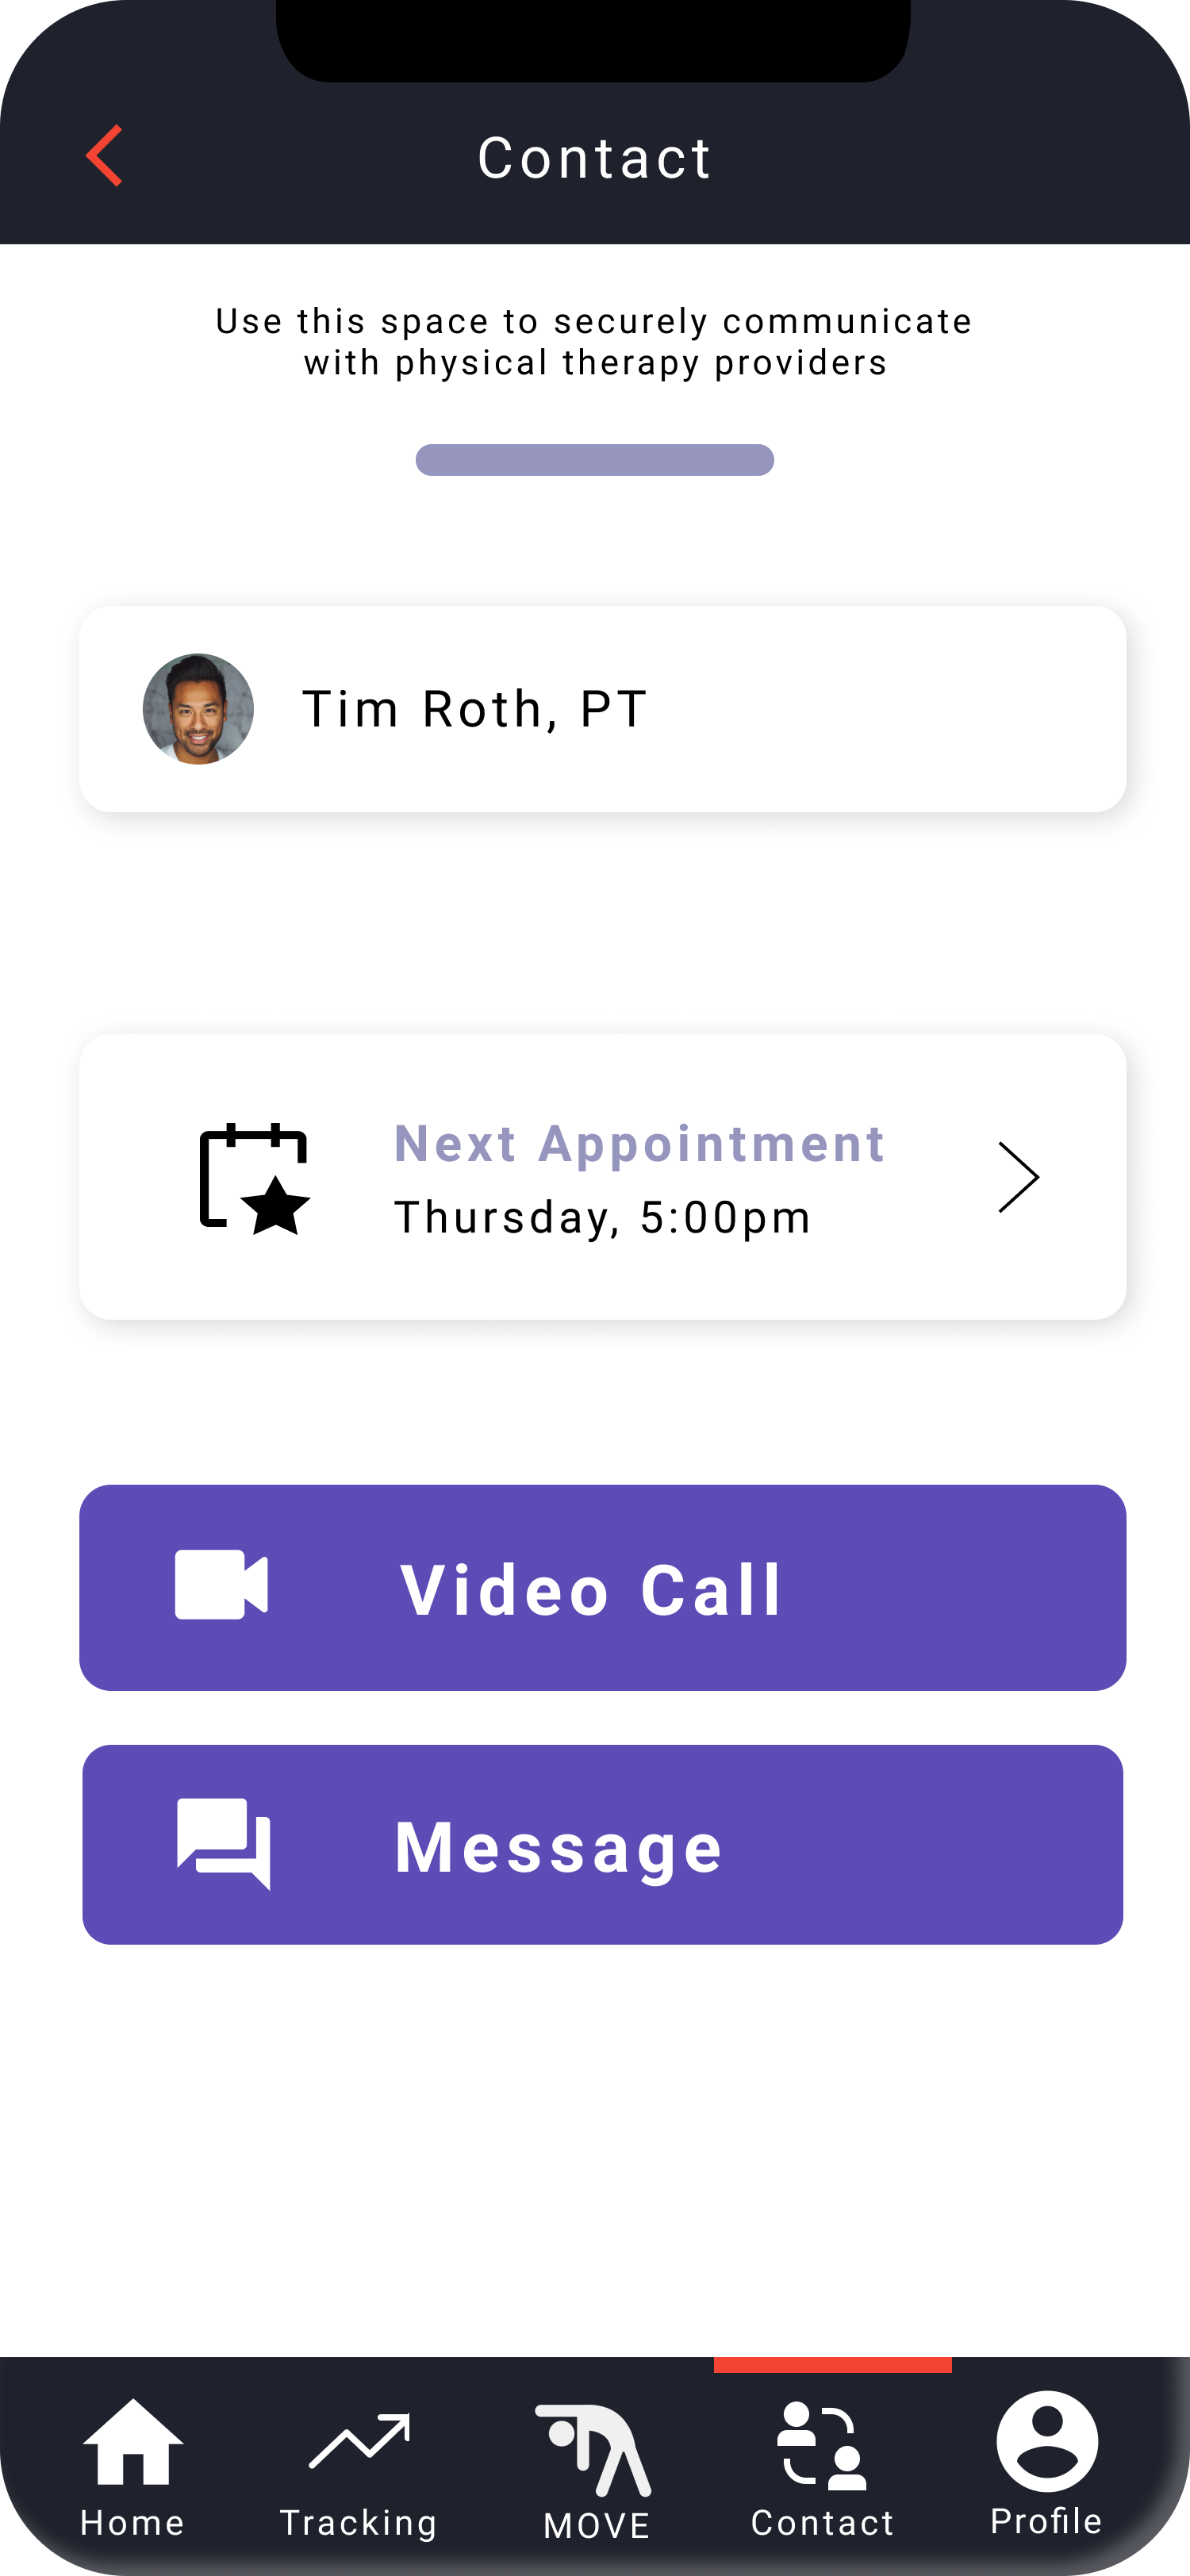 Contact
Use this space to securely communicate
with physical therapy providers
Tim Roth, PT
Next Appointment
Thursday, 5:00pm
Video Call
Message
Home
Tracking
MOVE
Contact
Profile